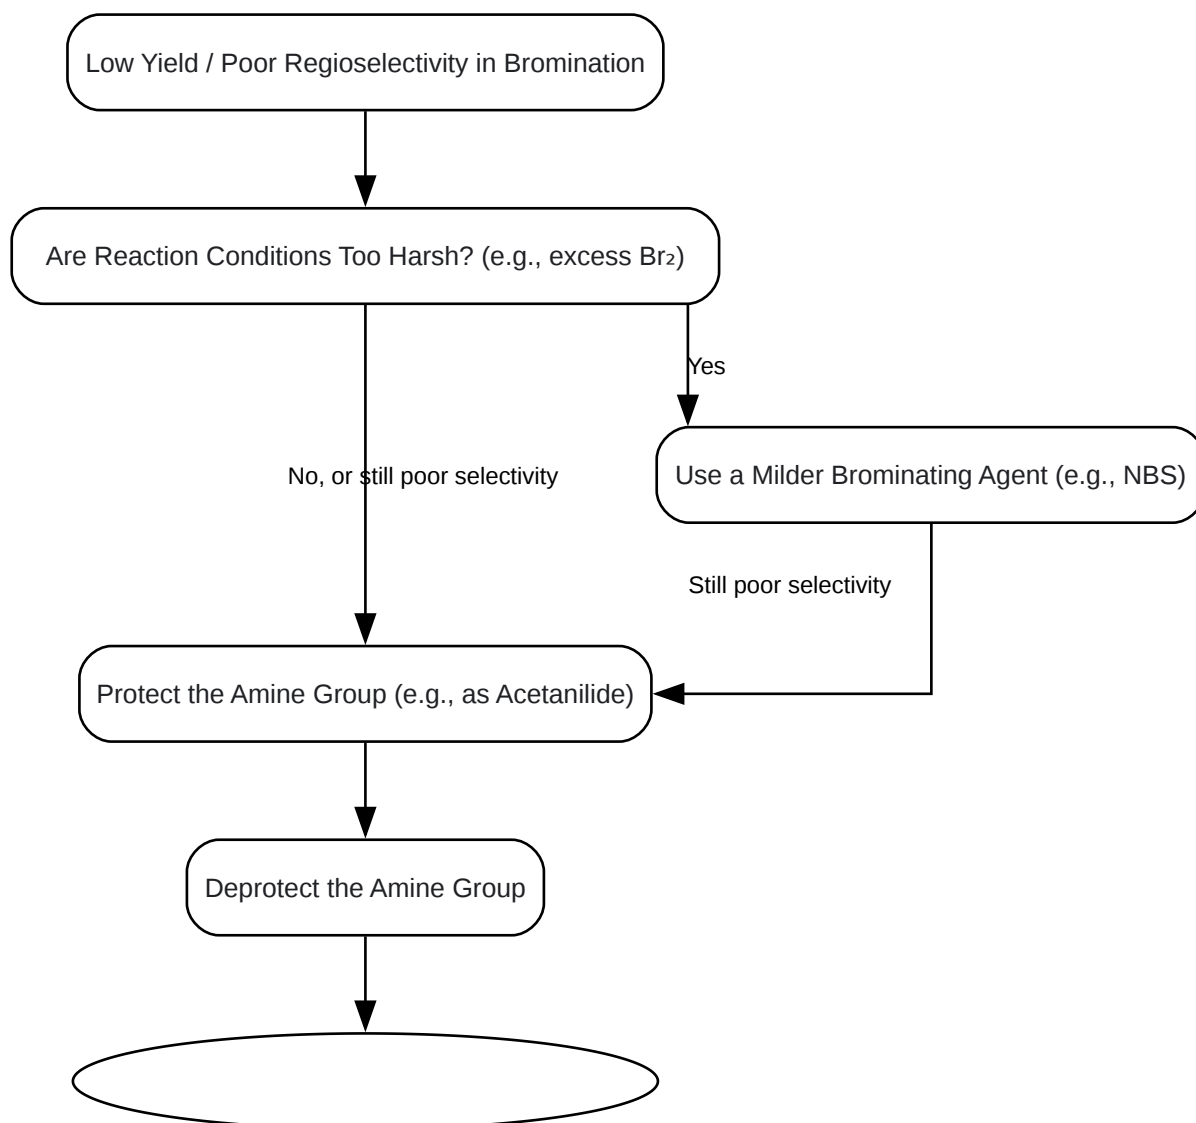 Low Yield / Poor Regioselectivity in Bromination
Are Reaction Conditions Too Harsh? (e.g., excess Br₂)
Yes
No, or still poor selectivity
Use a Milder Brominating Agent (e.g., NBS)
Still poor selectivity
Protect the Amine Group (e.g., as Acetanilide)
Deprotect the Amine Group